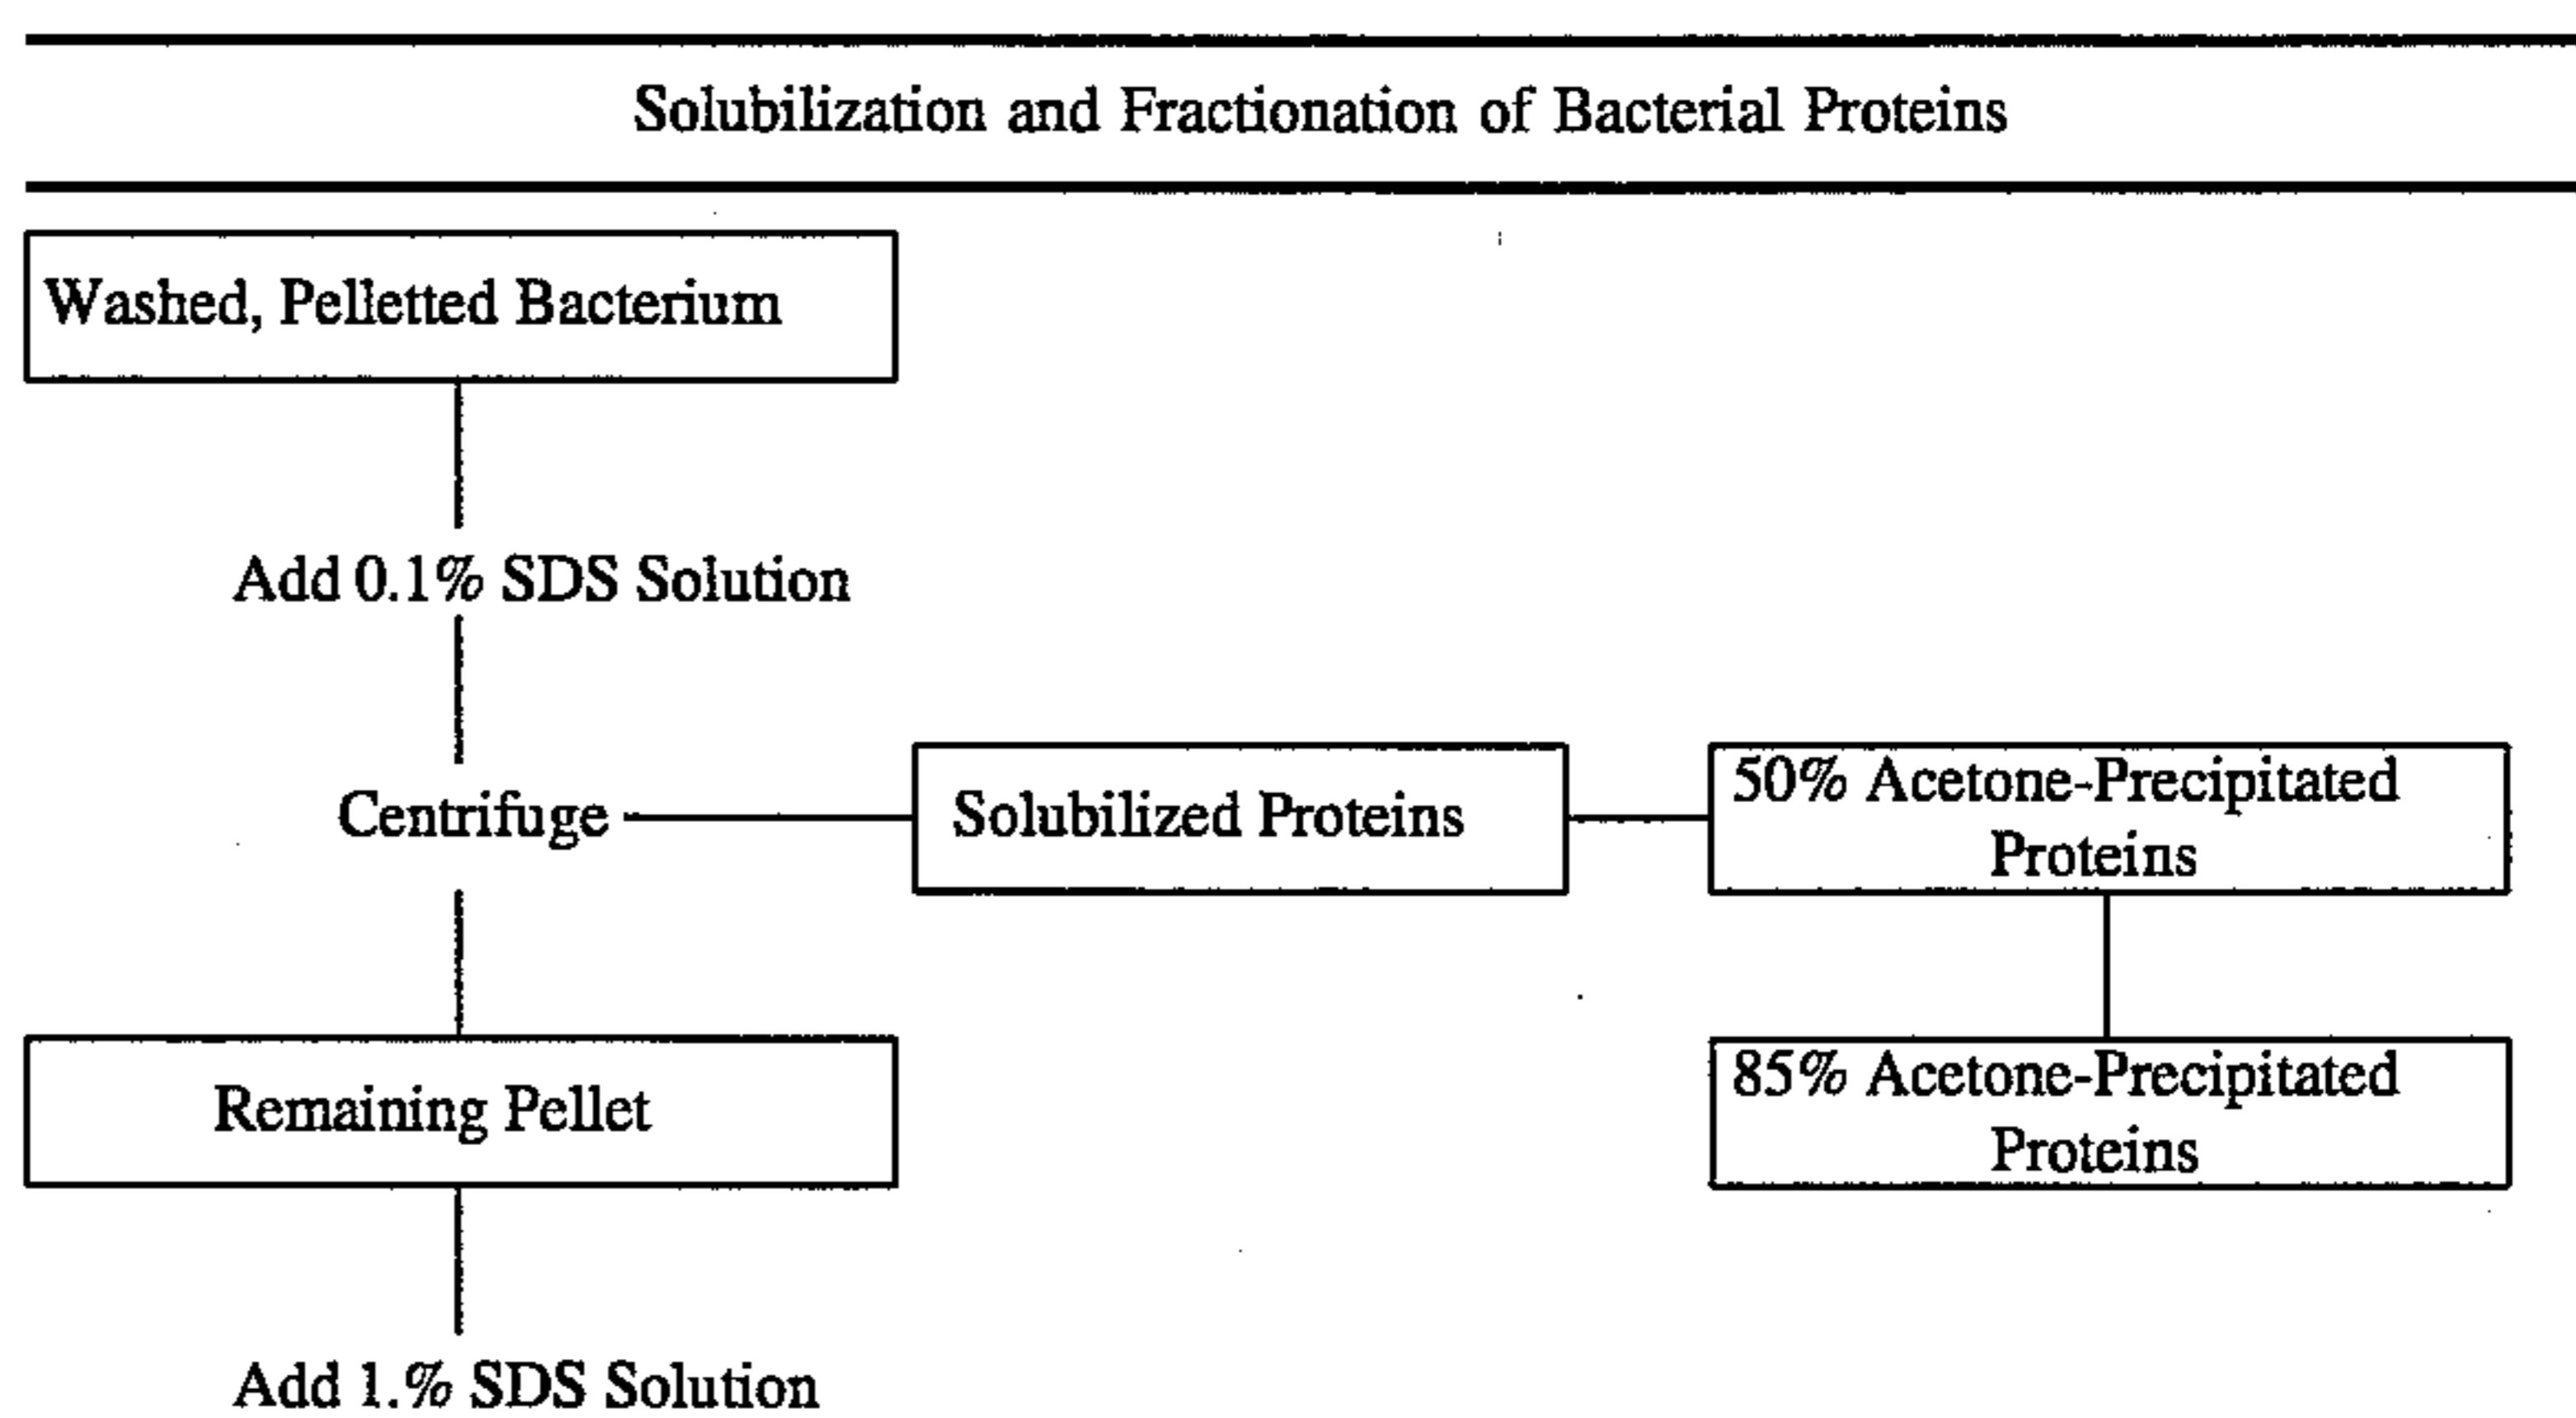 Solubilization and Fractionation of Bacterial Proteins
Washed, Pelletted Bacterium
Add 0.1% SDS Solution
Centrifuge
Solubilized Proteins
50% Acetone-Precipitated
Proteins
Remaining Pellet
85% Acetone-Precipitated
Proteins
Add 1.% SDS Solution